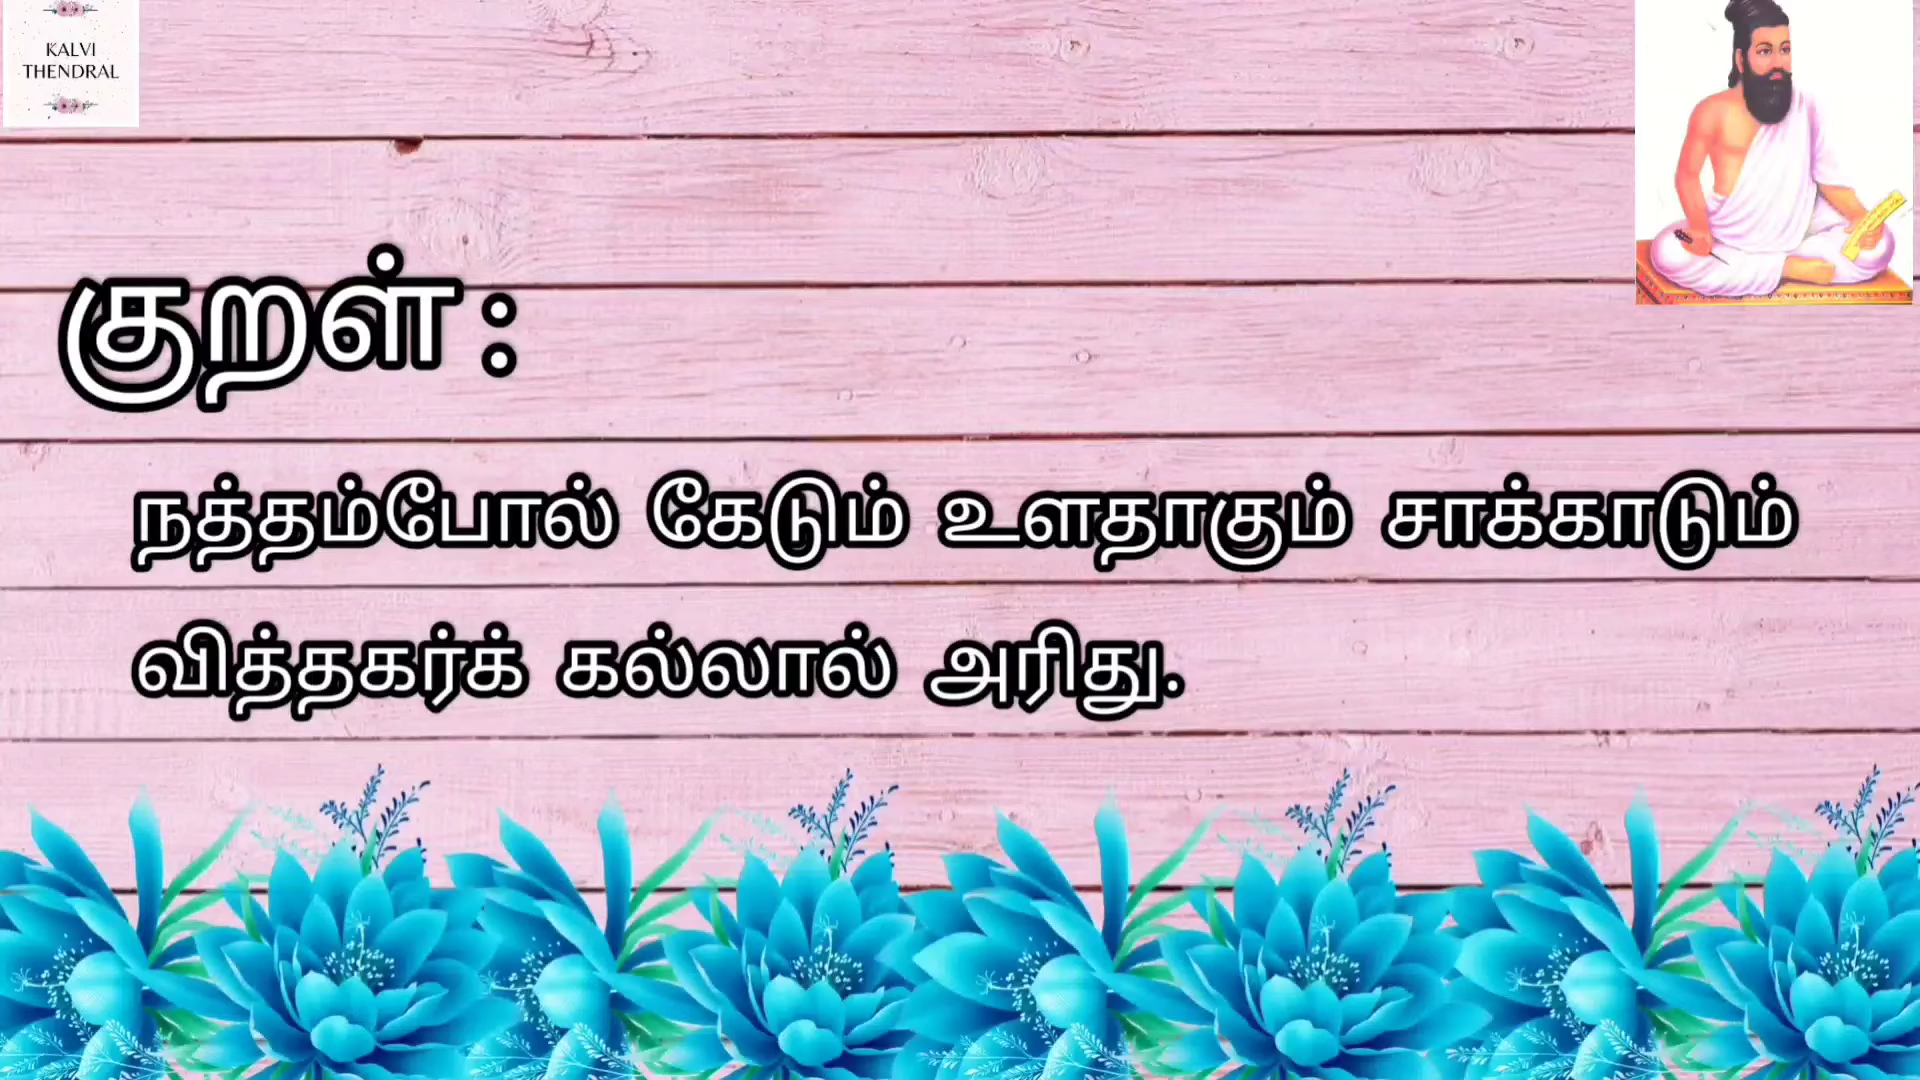 KALVI
THENDRAL
குறள்:
நத்தம்போல் கேடும் உளதாகும் சாக்காடும்
வித்தகர்க் கல்லால் அரிது.